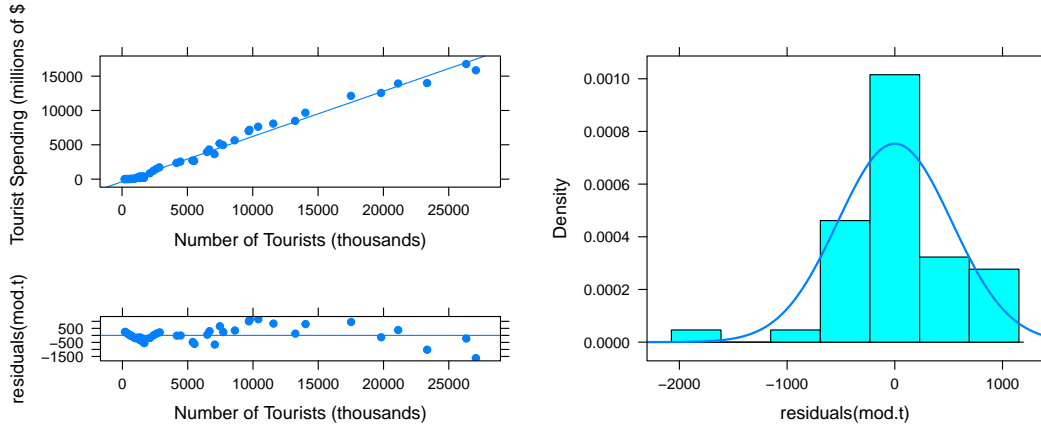 Tourist Spending (millions of $
15000
10000
5000
0
0 5000 10000 15000 20000 25000
Number of Tourists (thousands)
residuals(mod.t)
500
−500
−1500
0 5000 10000 15000 20000 25000
Number of Tourists (thousands)
Density
0.0010
0.0008
0.0006
0.0004
0.0002
0.0000
−2000 −1000 0 1000
residuals(mod.t)